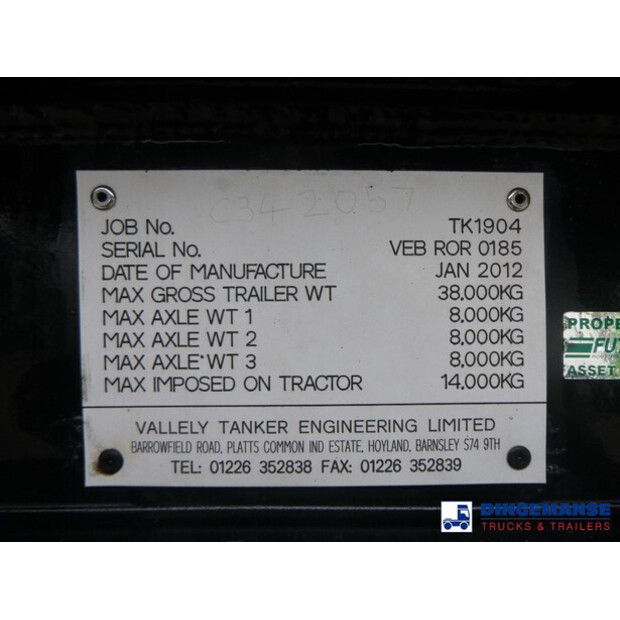 C342057
JOB No. TK1904
SERIAL No. VEB ROR 0185
DATE OF MANUFACTURE JAN 2012
MAX GROSS TRAILER WT 38,000KG
MAX AXLE WT 1 8,000KG
MAX AXLE WT 2 8,000KG
MAX AXLE WT 3 8,000KG
MAX IMPOSED ON TRACTOR 14,000KG
VALLELY TANKER ENGINEERING LIMITED
BARROWFIELD ROAD, PLATTS COMMON IND ESTATE, HOYLAND, BARNSLEY S74 9TH
TEL: 01226 352838 FAX: 01226 352839
PROPE
FUT
ASSET
DINGEMANSE
TRUCKS & TRAILERS